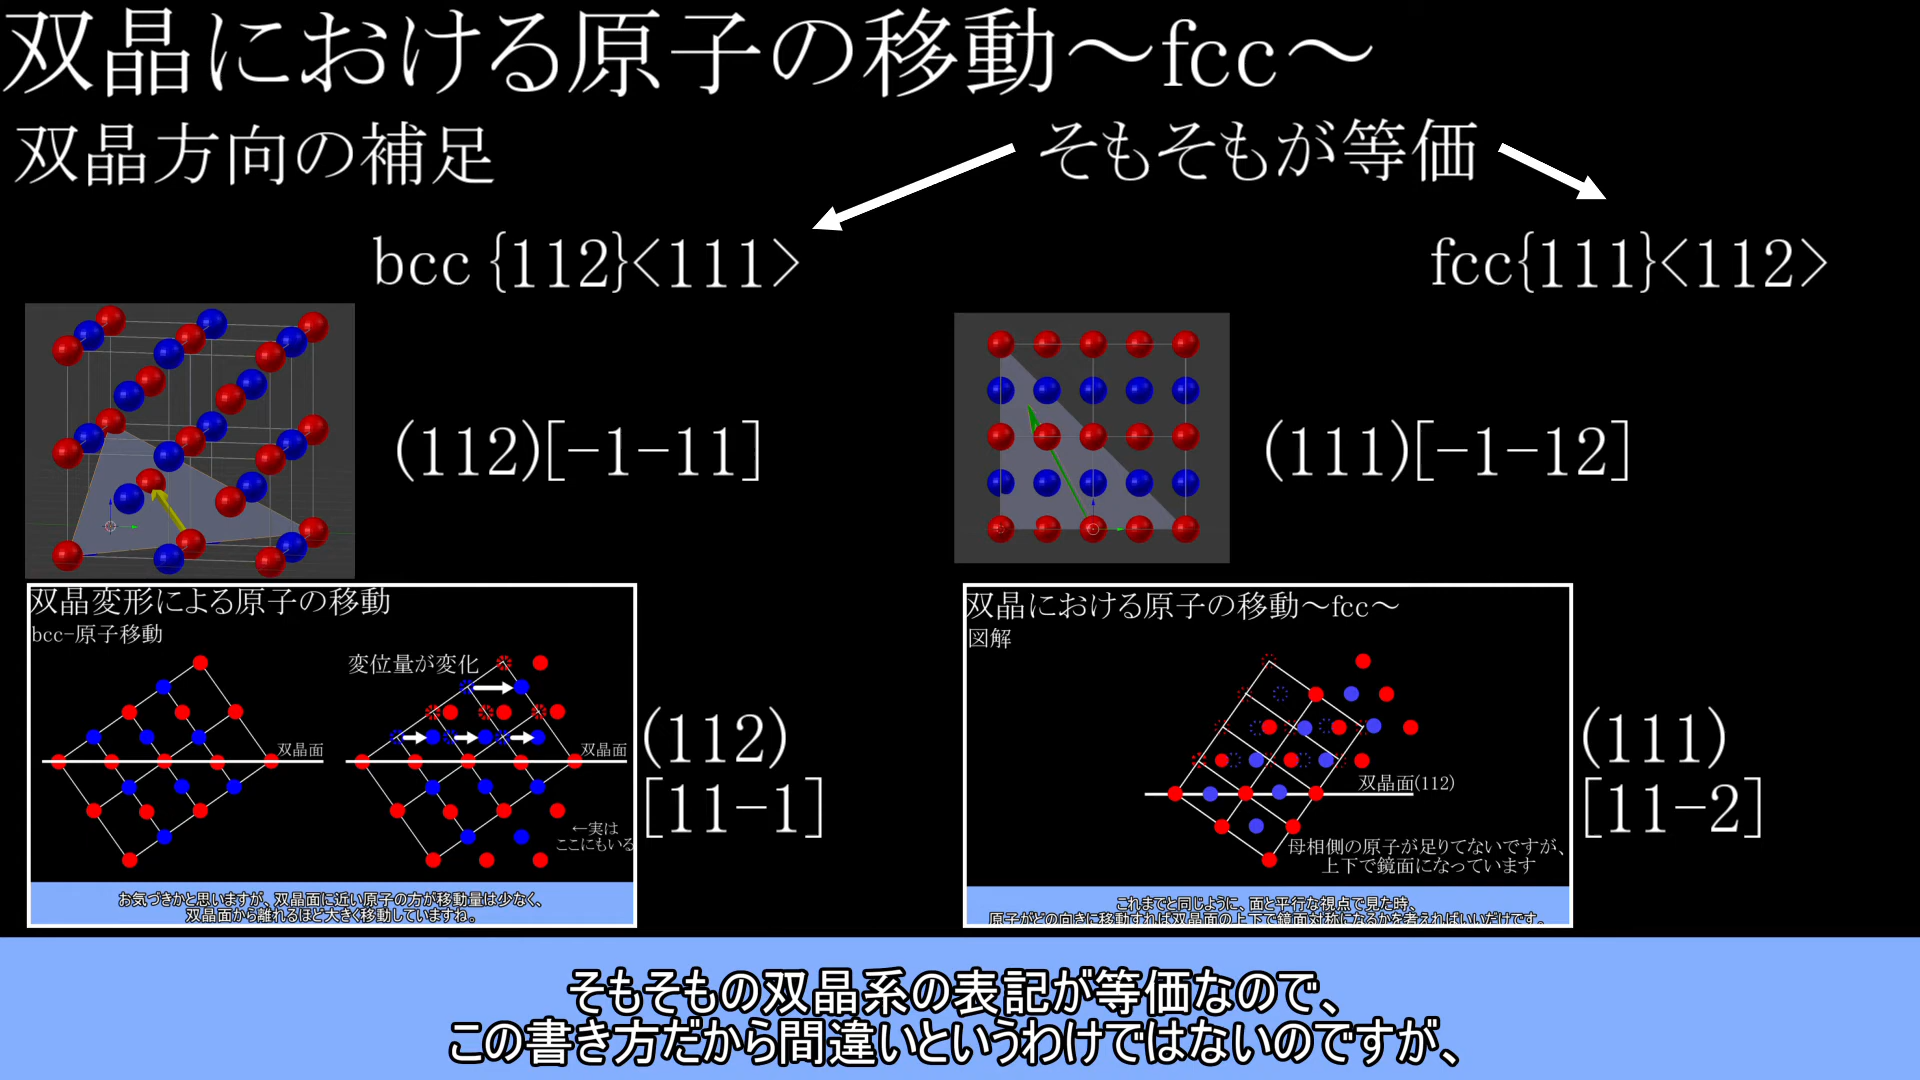 双晶における原子の移動～fcc～
双晶方向の補足
そもそもが等価
bcc {112}<111>
fcc{111}<112>
(112)[-1-11]
(111)[-1-12]
双晶変形による原子の移動
bcc-原子移動
変位量が変化
双晶面
双晶面
←実は
ここにもいる
お気づきかと思いますが、双晶面に近い原子の方が移動量は少なく、
双晶面から離れるほど大きく移動していますね。
(112)
[11-1]
双晶における原子の移動～fcc～
図解
双晶面(112)
母相側の原子が足りてないですが、
上下で鏡面になっています
これまでと同じように、面と平行な視点で見た時、
原子がどの向きに移動すれば双晶面の上下で鏡面対称になるかを考えればいいだけです。
(111)
[11-2]
そもそもの双晶系の表記が等価なので、
この書き方だから間違いというわけではないのですが、